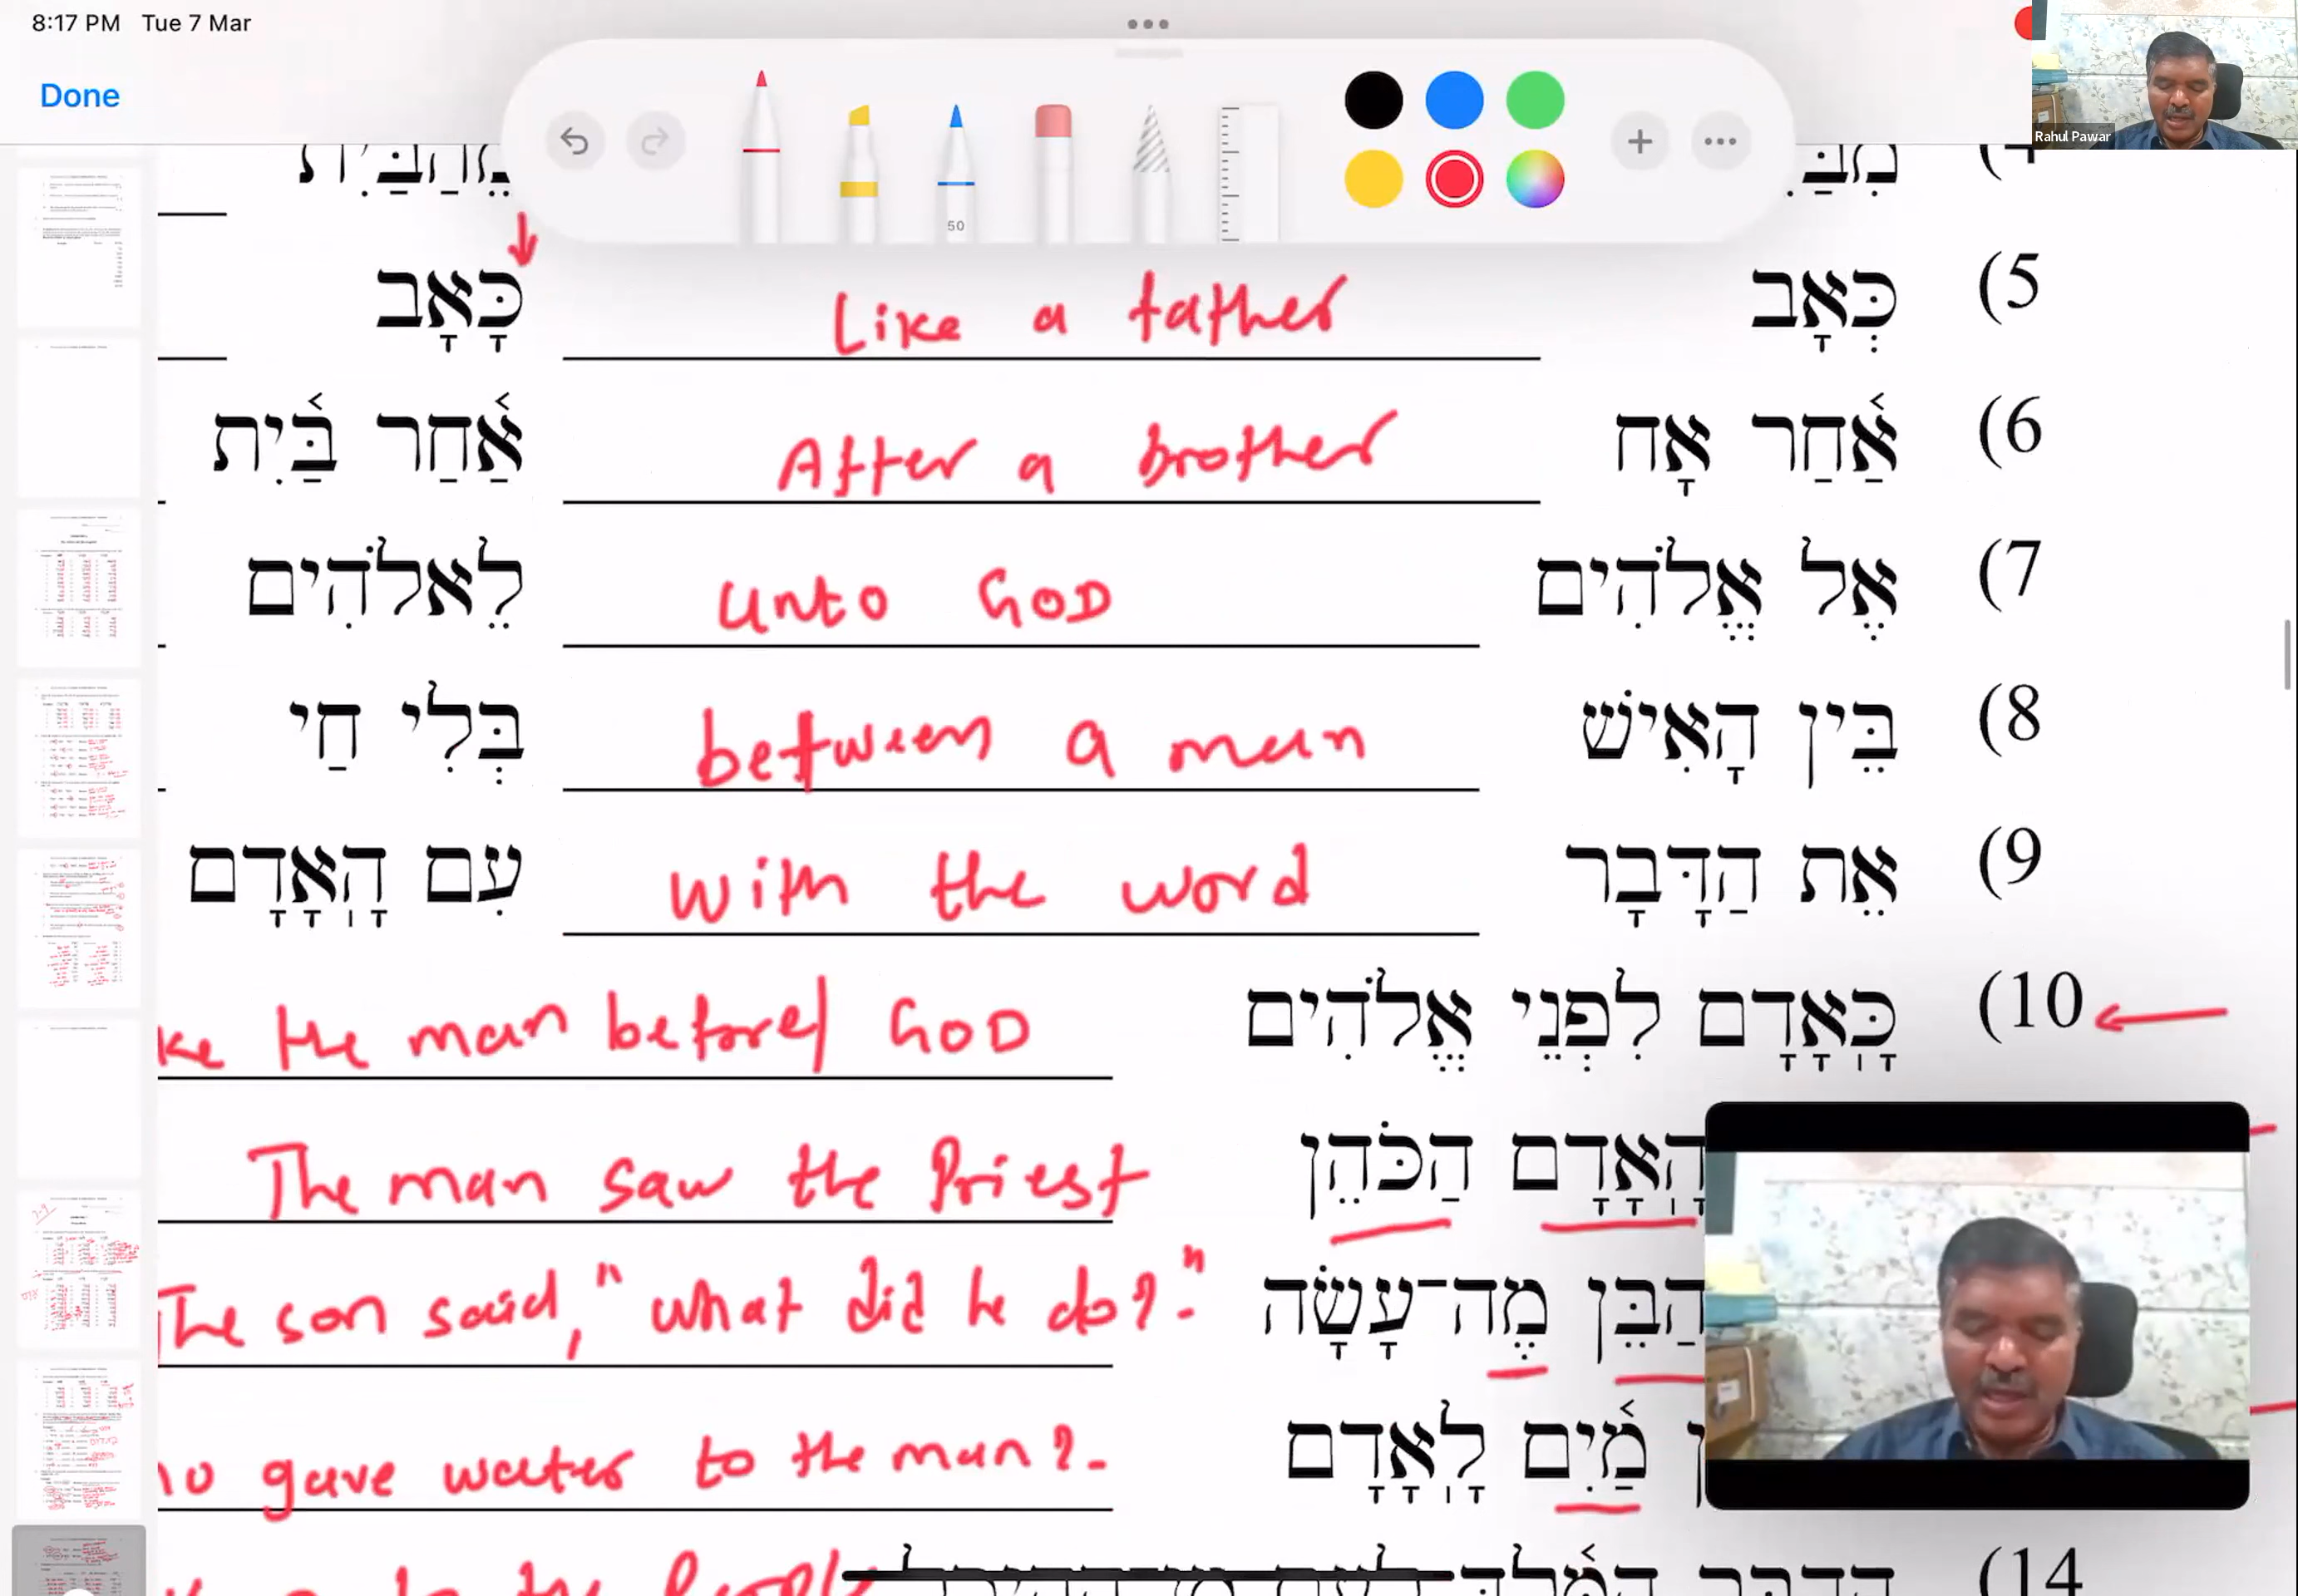 8:17 PM Tue 7 Mar
Done
50
Rahul Pawar
5) כְּאָב Like a father כָּאָב
6) אַחַר אָח After a brother אַחַר בַּיִת
7) אֶל אֱלֹהִים unto GOD לֵאלֹהִים
8) בֵּין הָאִישׁ between a man בְּלִי חַי
9) אֵת הַדָּבָר with the word עִם הָאָדָם
10) כָּאָדָם לִפְנֵי אֱלֹהִים the man before GOD
הָאָדָם הַכֹּהֵן The man saw the Priest
הַבֵּן מֶה־עָשָׂה The son said, "what did he do?"
מַיִם לָאָדָם gave water to the man?
14)